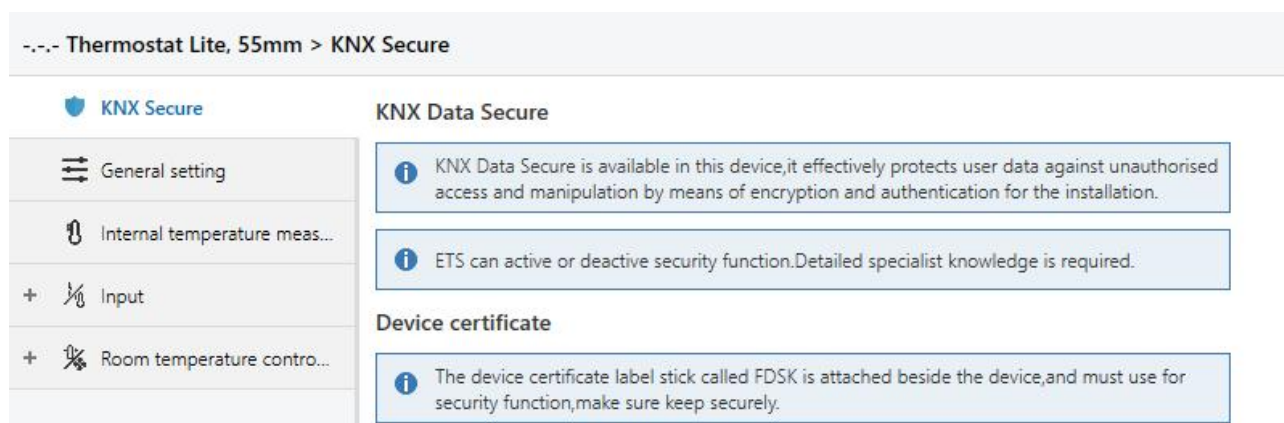 -.-.- Thermostat Lite, 55mm > KNX Secure
KNX Secure
General setting
Internal temperature meas...
+ Input
+ Room temperature contro...
KNX Data Secure
KNX Data Secure is available in this device,it effectively protects user data against unauthorised
access and manipulation by means of encryption and authentication for the installation.
ETS can active or deactive security function.Detailed specialist knowledge is required.
Device certificate
The device certificate label stick called FDSK is attached beside the device,and must use for
security function,make sure keep securely.